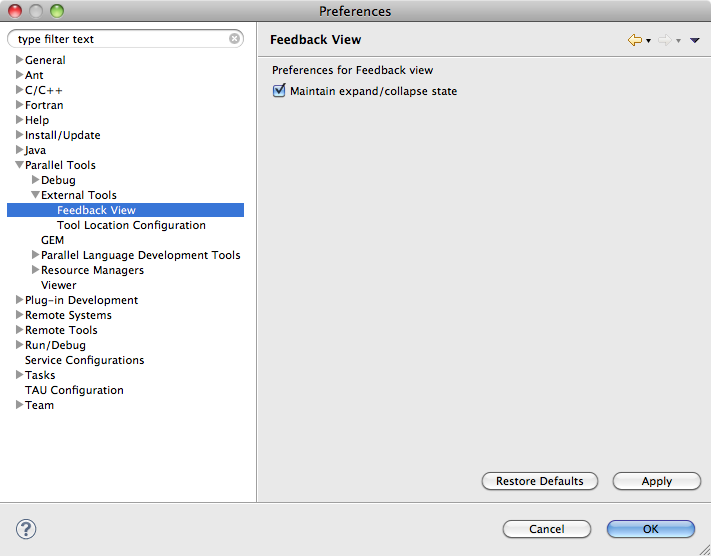 Preferences
type filter text
General
Ant
C/C++
Fortran
Help
Install/Update
Java
Parallel Tools
Debug
External Tools
Feedback View
Tool Location Configuration
GEM
Parallel Language Development Tools
Resource Managers
Viewer
Plug-in Development
Remote Systems
Remote Tools
Run/Debug
Service Configurations
Tasks
TAU Configuration
Team
Feedback View
Preferences for Feedback view
Maintain expand/collapse state
Restore Defaults
Apply
?
Cancel
OK